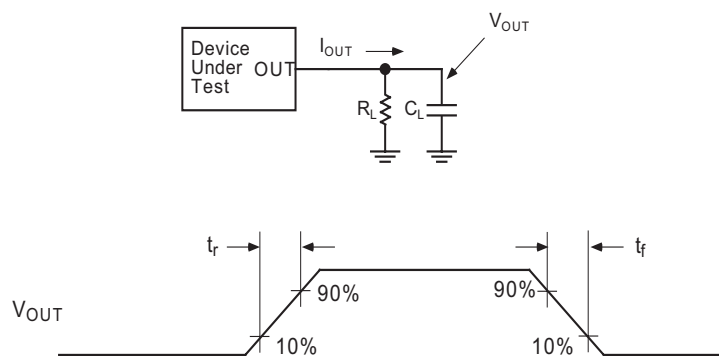 V_OUT
I_OUT
Device
Under OUT
Test
R_L C_L
t_r t_f
90% 90%
V_OUT
10% 10%